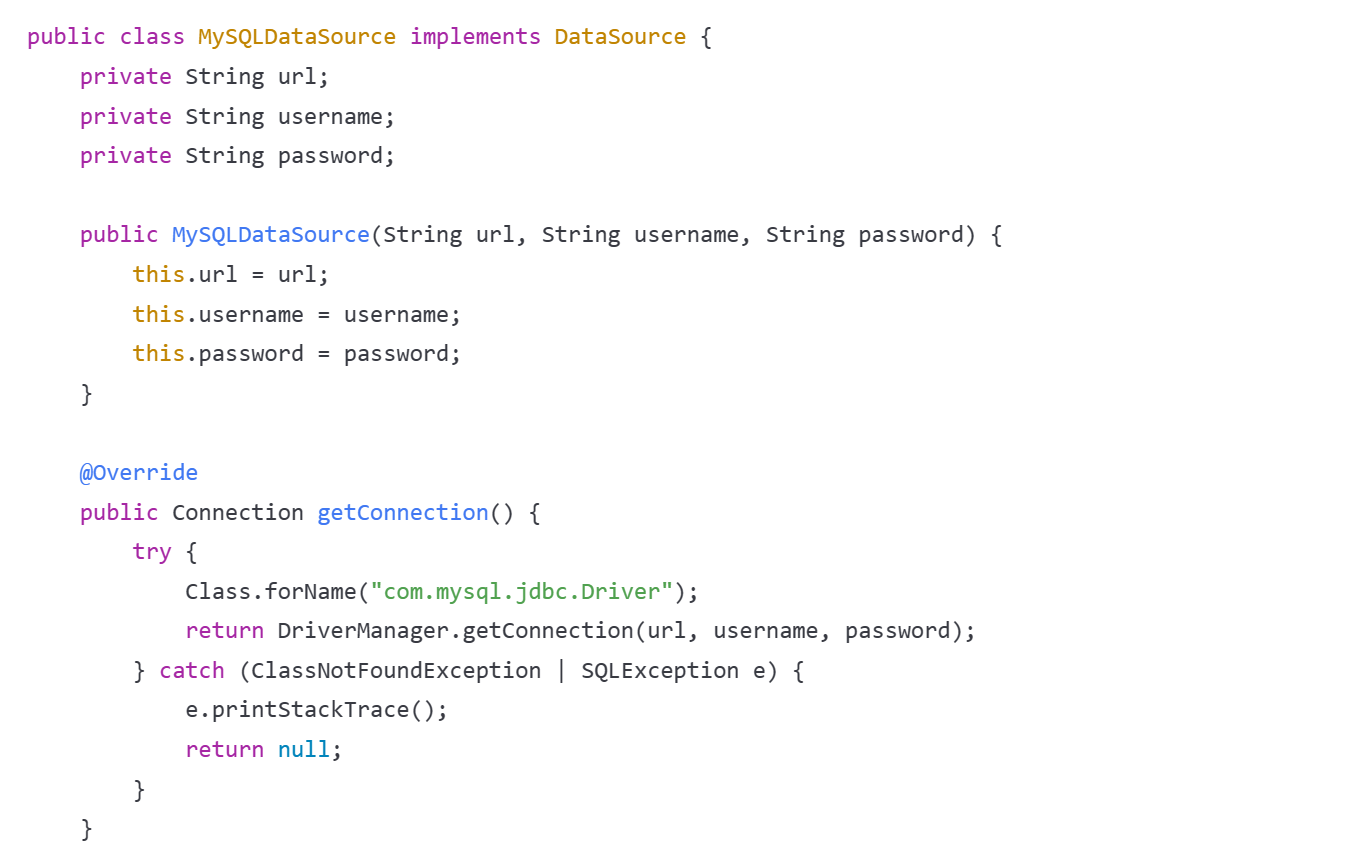 public class MySQLDataSource implements DataSource {
    private String url;
    private String username;
    private String password;

    public MySQLDataSource(String url, String username, String password) {
        this.url = url;
        this.username = username;
        this.password = password;
    }

    @Override
    public Connection getConnection() {
        try {
            Class.forName("com.mysql.jdbc.Driver");
            return DriverManager.getConnection(url, username, password);
        } catch (ClassNotFoundException | SQLException e) {
            e.printStackTrace();
            return null;
        }
    }